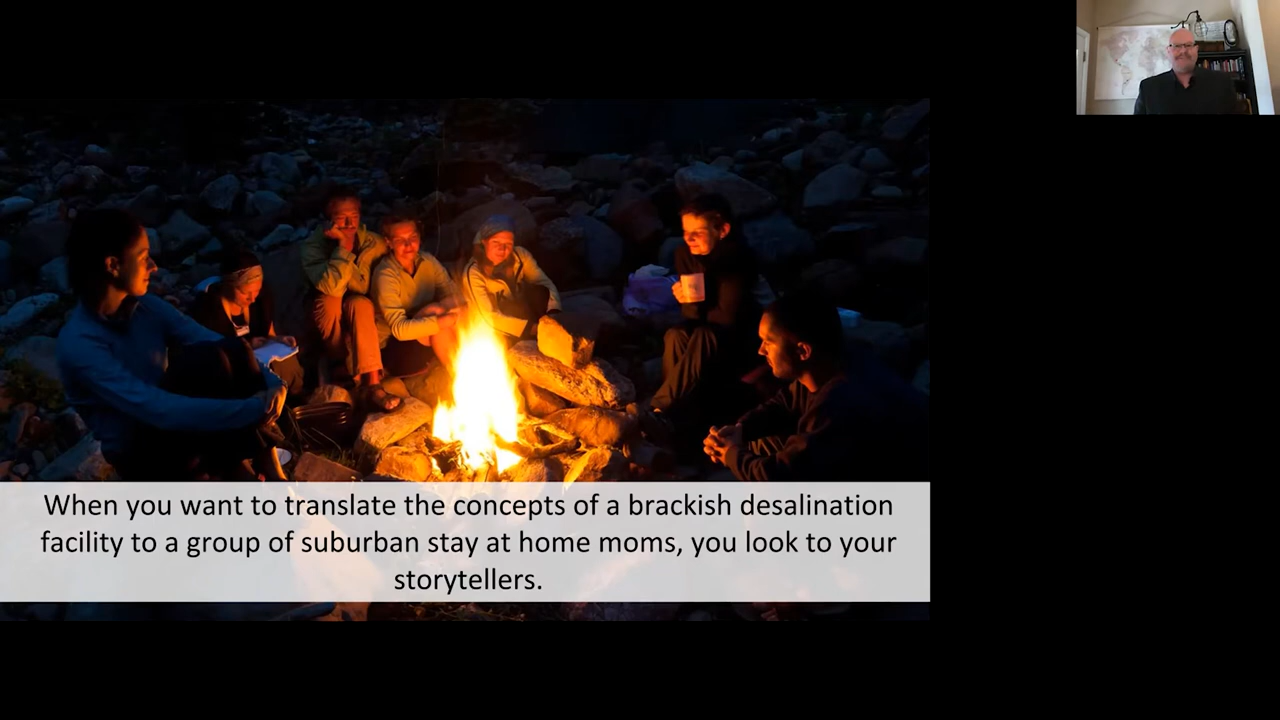 When you want to translate the concepts of a brackish desalination
facility to a group of suburban stay at home moms, you look to your
storytellers.